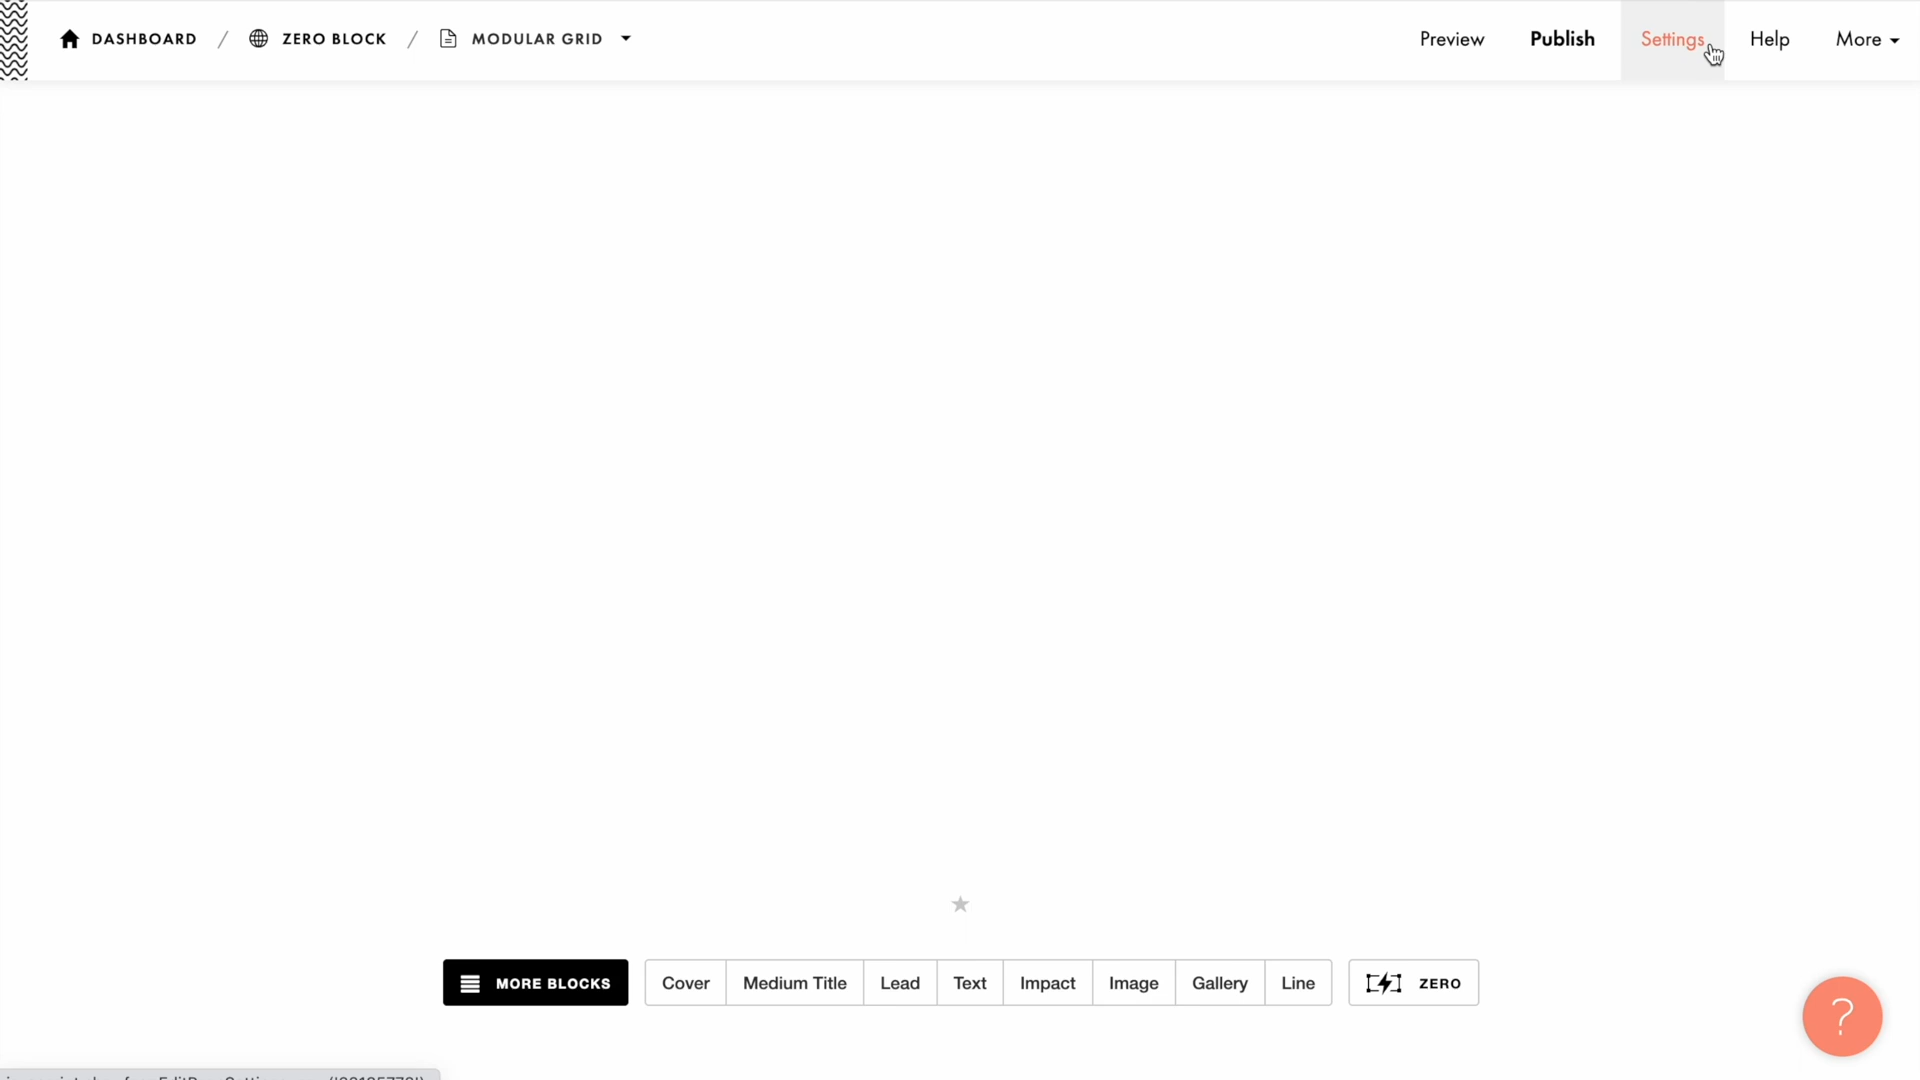 DASHBOARD / ZERO BLOCK / MODULAR GRID
Preview Publish Settings Help More
MORE BLOCKS Cover Medium Title Lead Text Impact Image Gallery Line ZERO
?